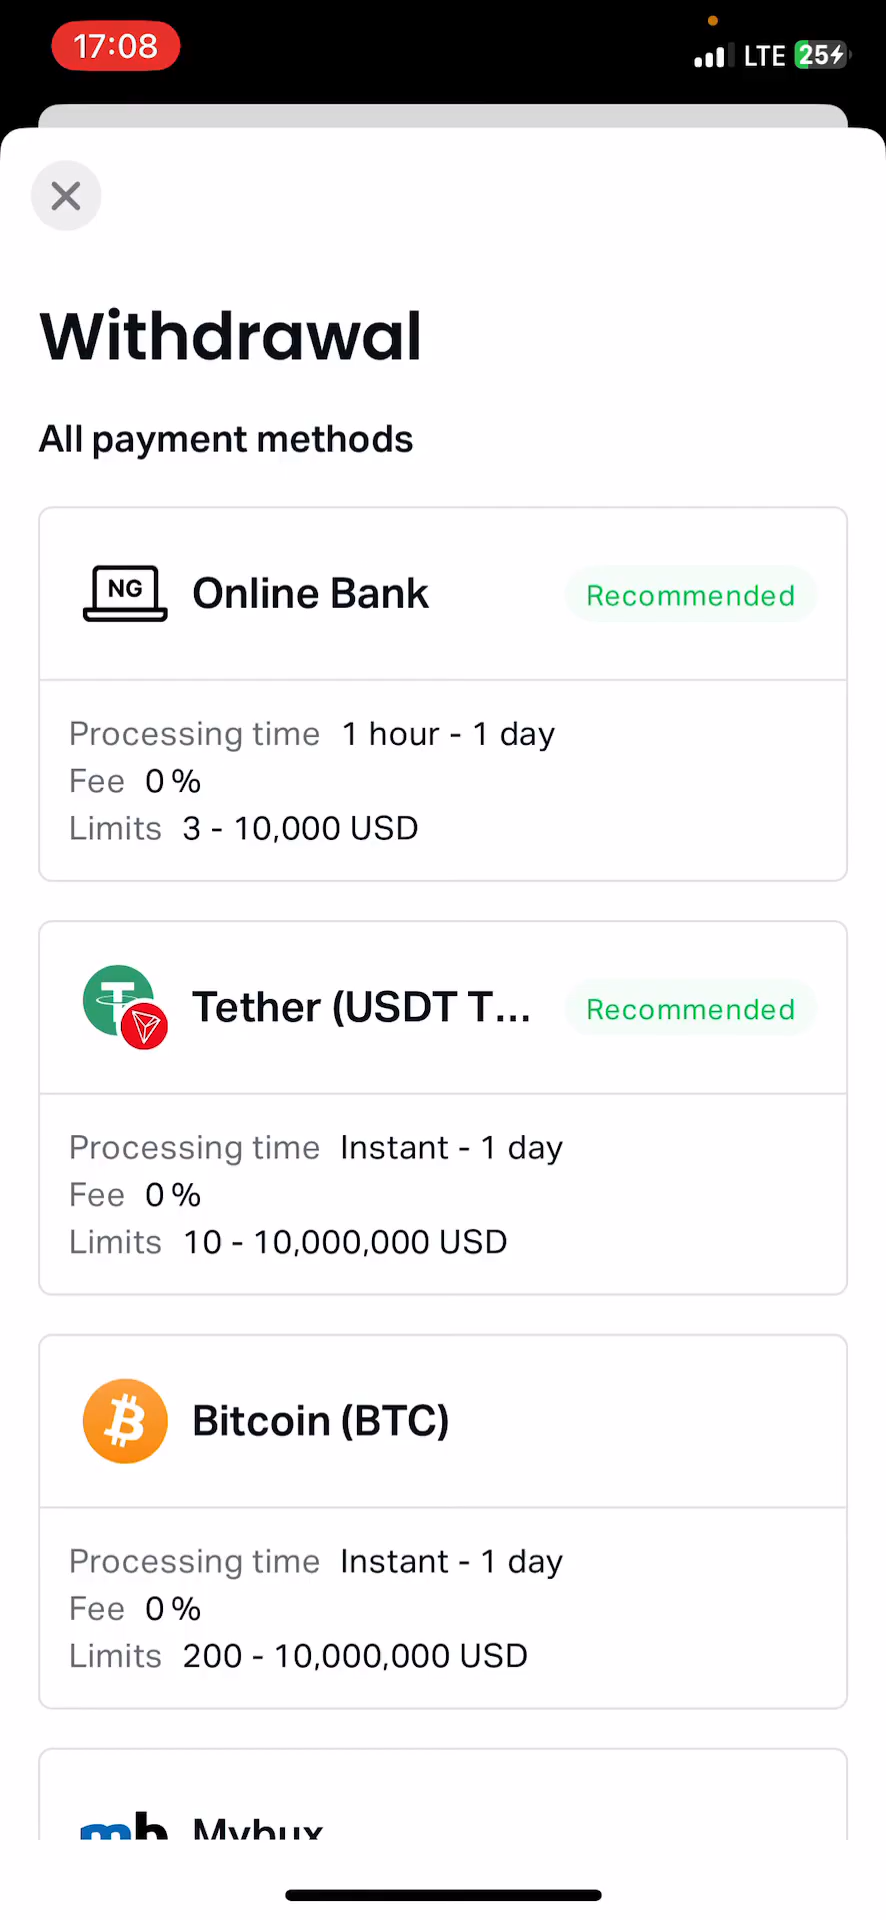 17:08
LTE 25
Withdrawal
All payment methods
NG Online Bank Recommended
Processing time 1 hour - 1 day
Fee 0 %
Limits 3 - 10,000 USD
Tether (USDT T... Recommended
Processing time Instant - 1 day
Fee 0 %
Limits 10 - 10,000,000 USD
Bitcoin (BTC)
Processing time Instant - 1 day
Fee 0 %
Limits 200 - 10,000,000 USD
mb Mybux